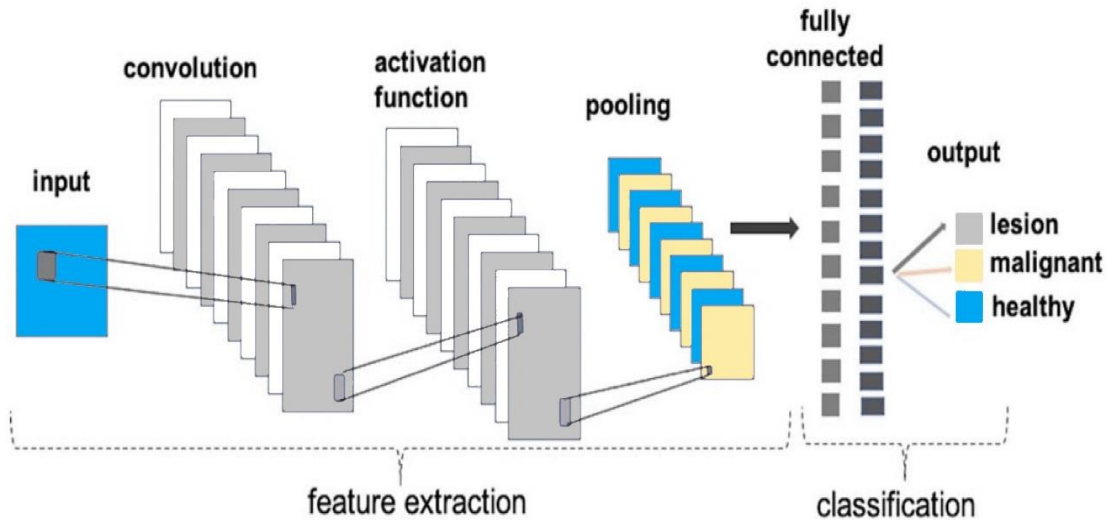 fully
connected
convolution
activation
function
pooling
input
output
lesion
malignant
healthy
feature extraction
classification